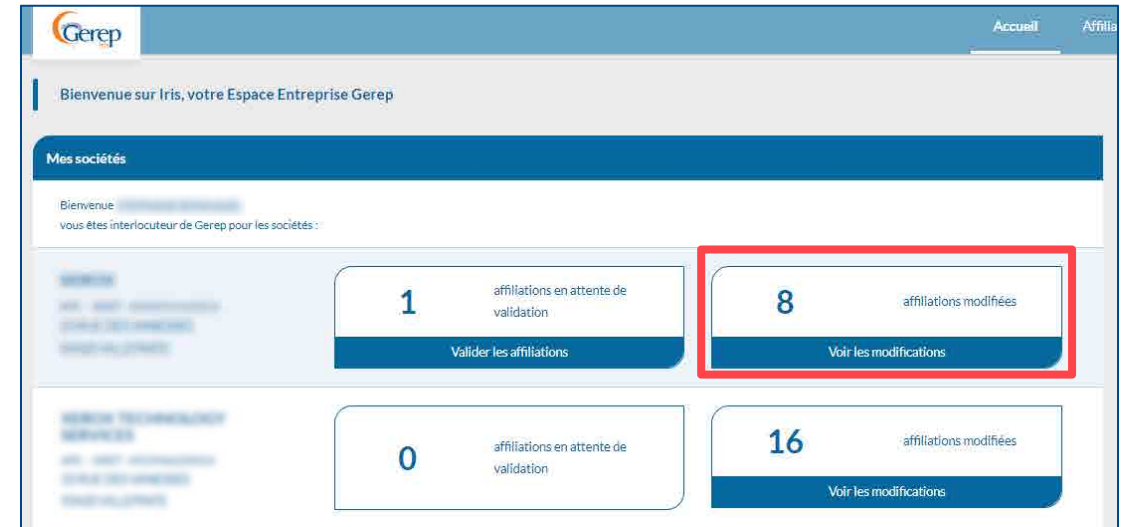 Gerep
Accueil
Affilia
Bienvenue sur Iris, votre Espace Entreprise Gerep
Mes sociétés
Bienvenue
vous êtes interlocuteur de Gerep pour les sociétés :
1
affiliations en attente de
validation
Valider les affiliations
8
affiliations modifiées
Voir les modifications
0
affiliations en attente de
validation
16
affiliations modifiées
Voir les modifications